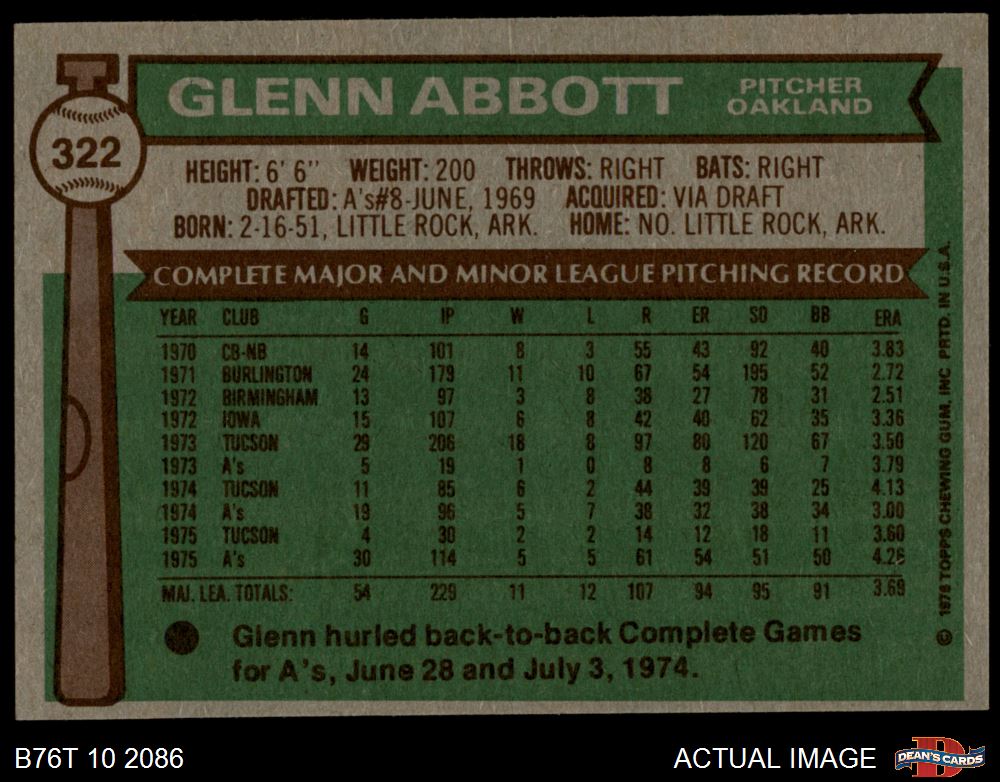 GLENN ABBOTT PITCHER
OAKLAND
322
HEIGHT: 6' 6" WEIGHT: 200 THROWS: RIGHT BATS: RIGHT
DRAFTED: A's#8-JUNE, 1969 ACQUIRED: VIA DRAFT
BORN: 2-16-51, LITTLE ROCK, ARK. HOME: NO. LITTLE ROCK, ARK.
COMPLETE MAJOR AND MINOR LEAGUE PITCHING RECORD
YEAR CLUB G IP W L R ER SO BB ERA
1970 CB-NB 14 101 8 3 55 43 92 40 3.83
1971 BURLINGTON 24 179 11 10 67 54 195 52 2.72
1972 BIRMINGHAM 13 97 3 8 38 27 78 31 2.51
1972 IOWA 15 107 6 8 42 40 62 35 3.36
1973 TUCSON 29 206 18 8 97 80 120 67 3.50
1973 A's 5 19 1 0 8 8 6 7 3.79
1974 TUCSON 11 85 6 2 44 39 39 25 4.13
1974 A's 19 96 5 7 38 32 38 34 3.00
1975 TUCSON 4 30 2 2 14 12 18 11 3.60
1975 A's 30 114 5 5 61 54 51 50 4.26
MAJ. LEA. TOTALS: 54 229 11 12 107 94 95 91 3.69
Glenn hurled back-to-back Complete Games
for A's, June 28 and July 3, 1974.
© 1976 TOPPS CHEWING GUM, INC PRTD. IN U.S.A.
B76T 10 2086 ACTUAL IMAGE
D
DEAN'S CARDS